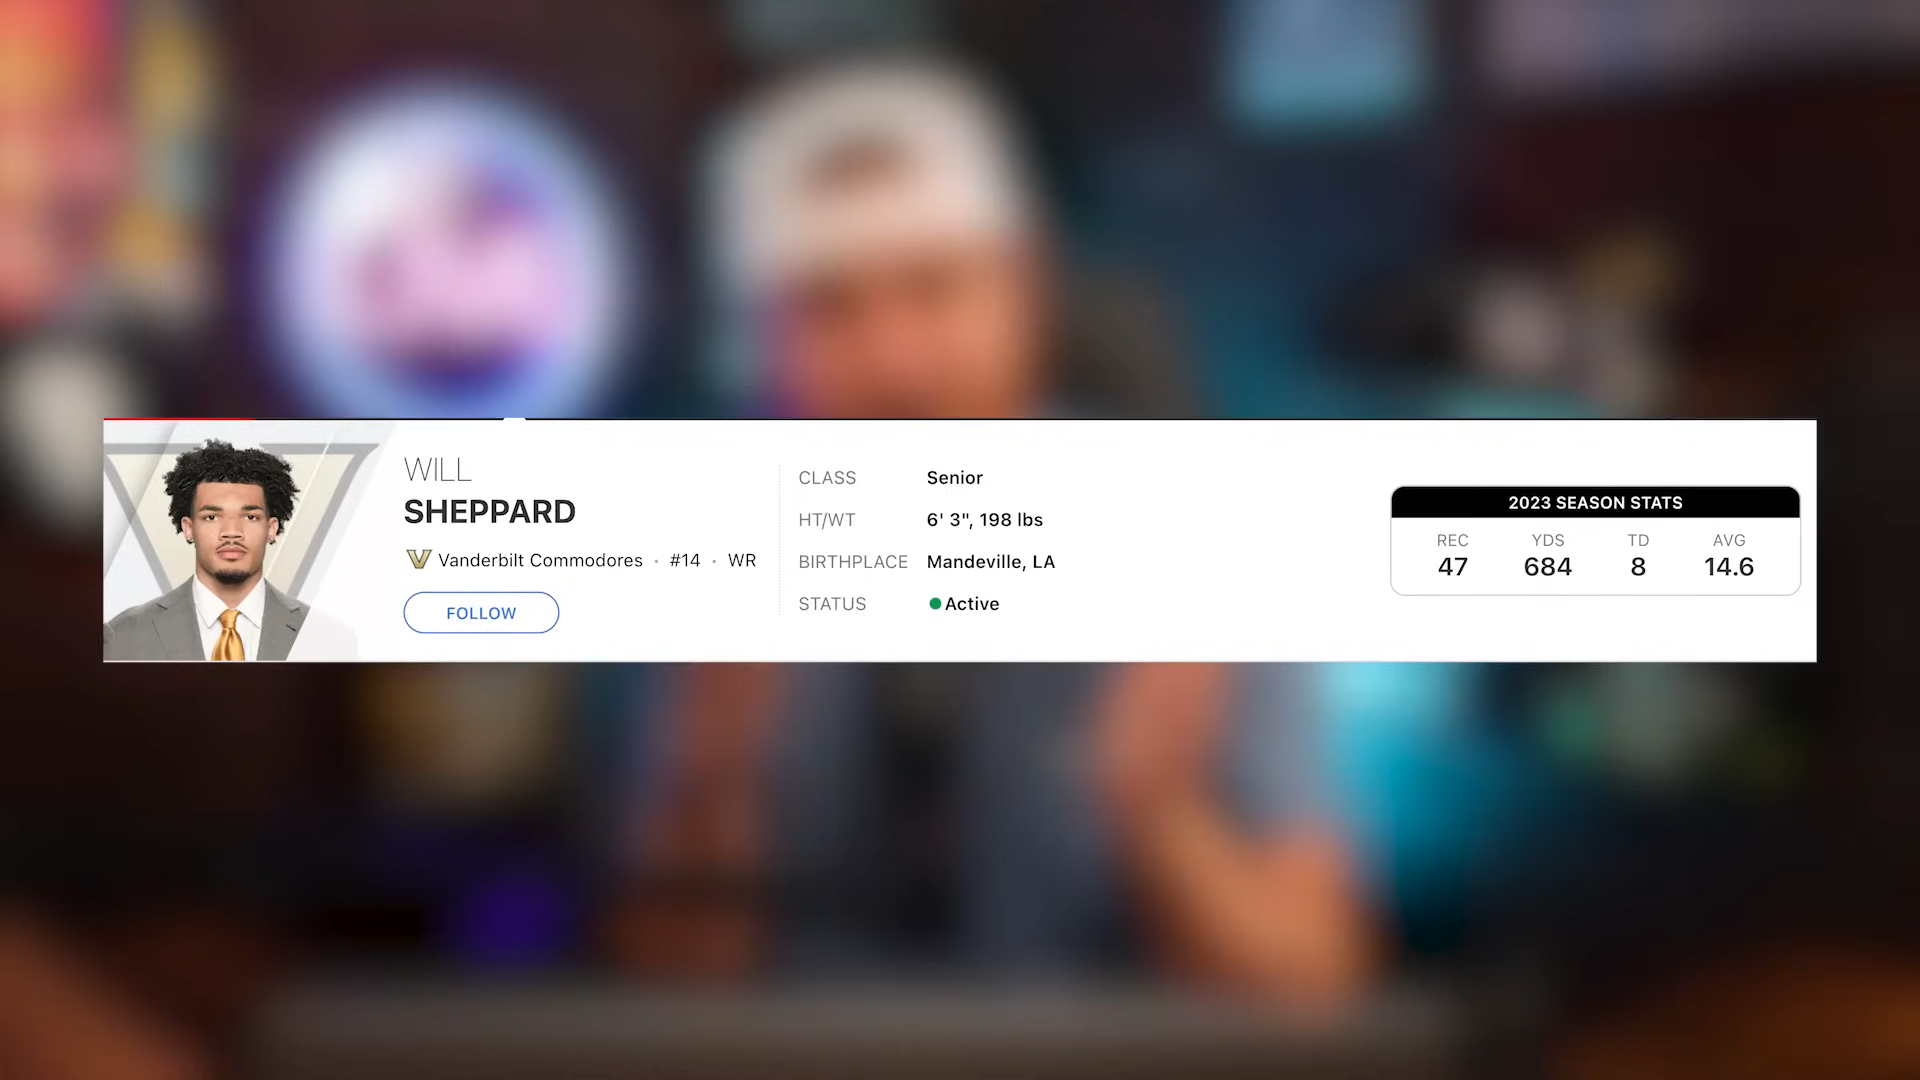 WILL
SHEPPARD
Vanderbilt Commodores · #14 · WR
FOLLOW
CLASS Senior
HT/WT 6' 3", 198 lbs
BIRTHPLACE Mandeville, LA
STATUS Active
2023 SEASON STATS
REC YDS TD AVG
47 684 8 14.6